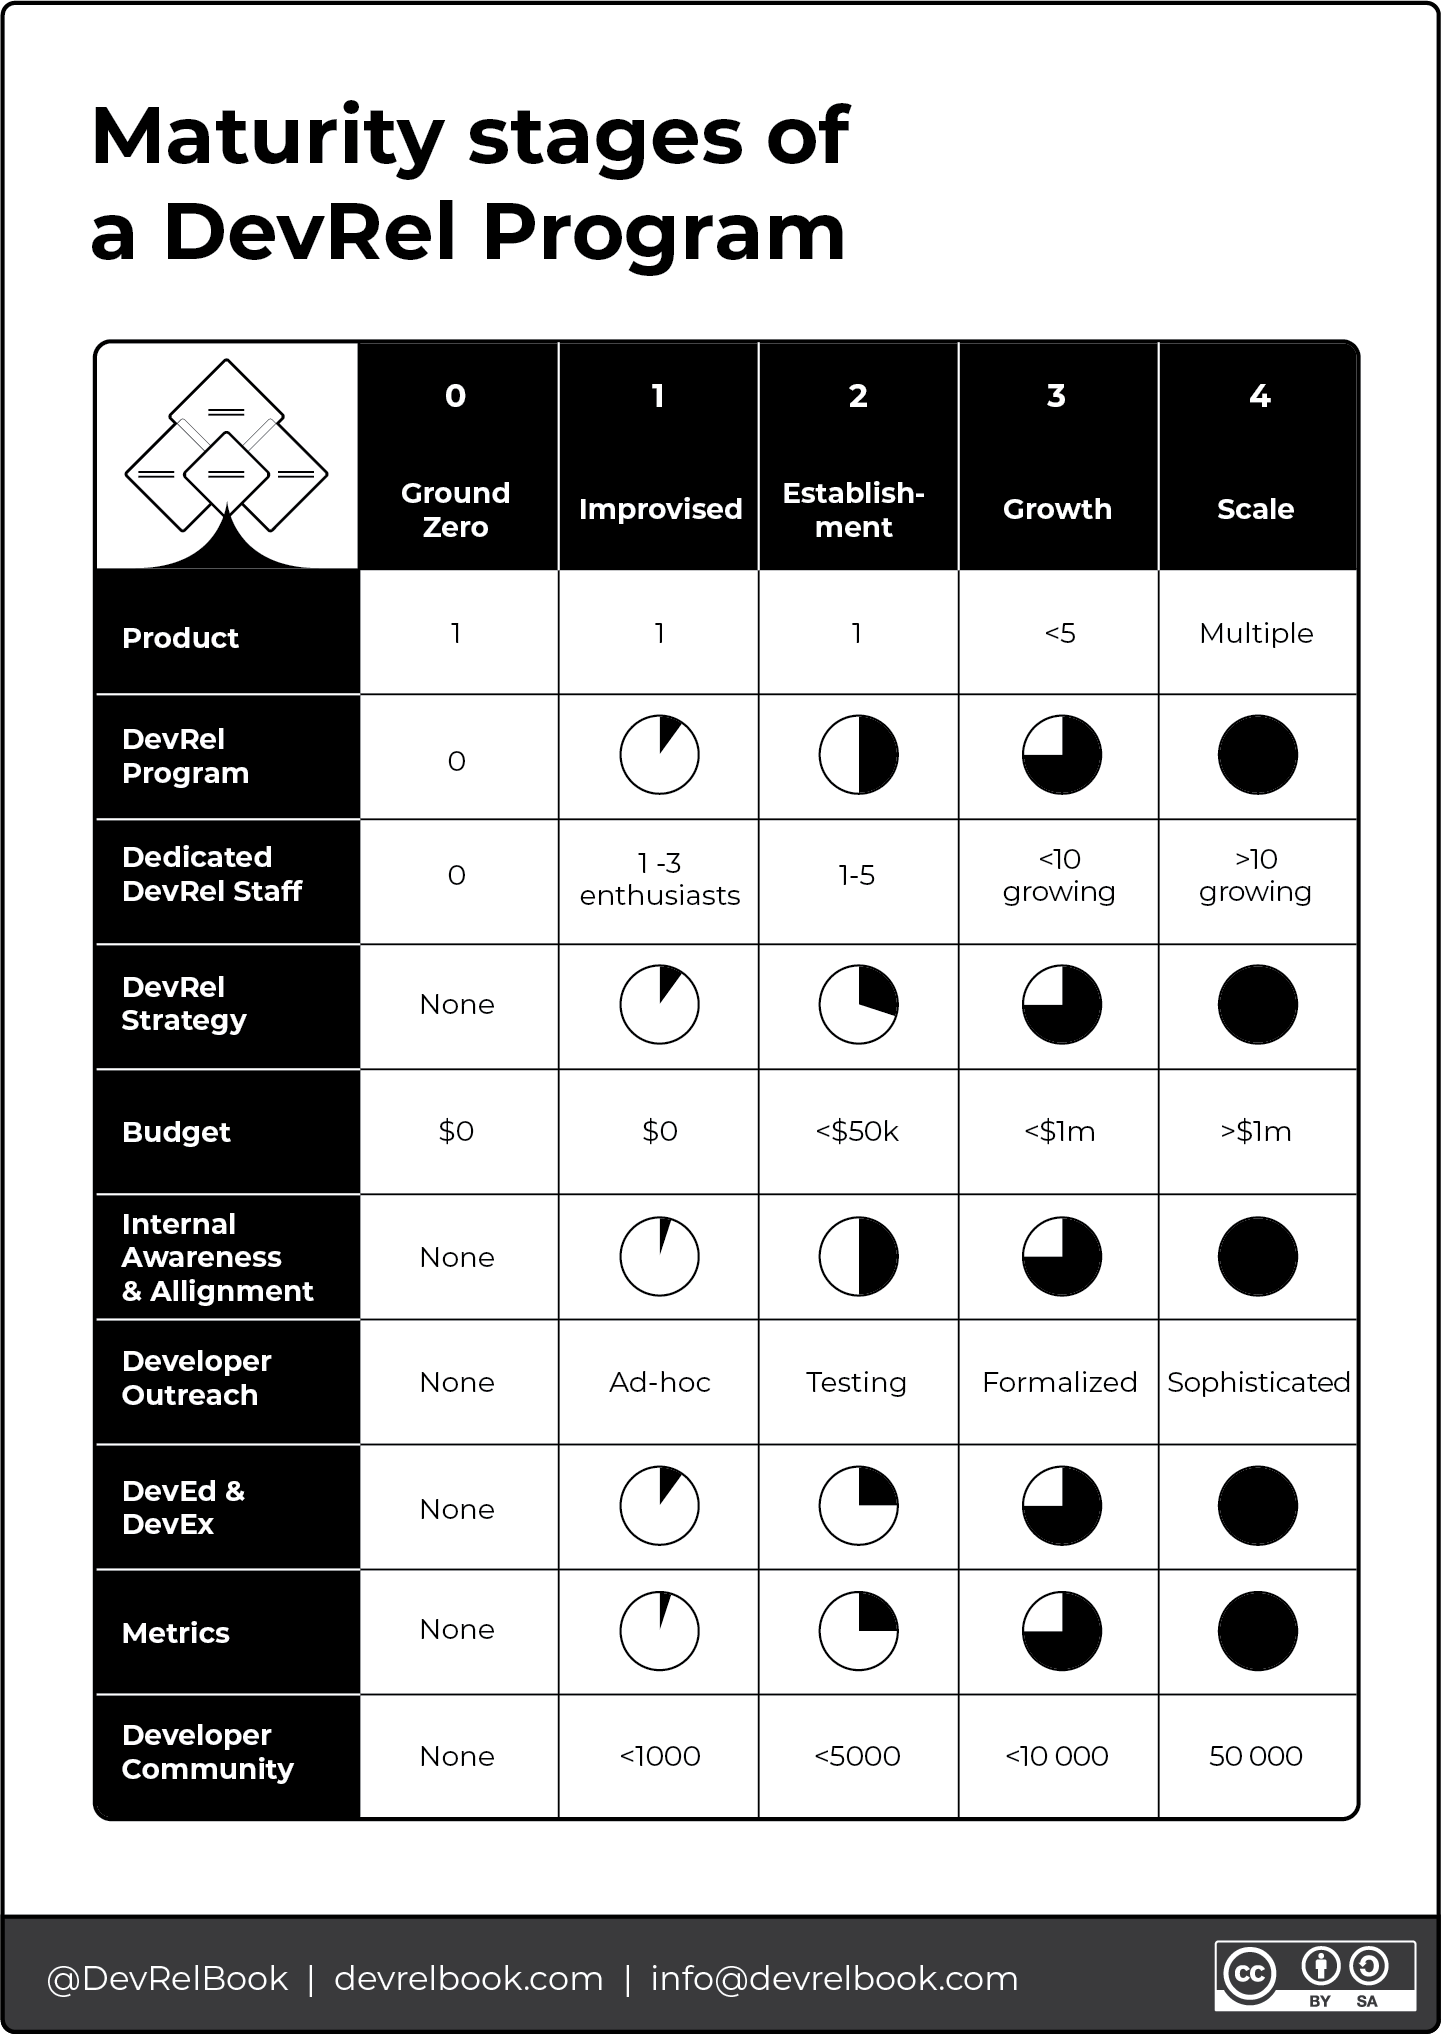 Maturity stages of
a DevRel Program
0 1 2 3 4
Ground
Zero
Improvised
Establish-
ment
Growth
Scale
Product
1 1 1 <5 Multiple
DevRel
Program
0
Dedicated
DevRel Staff
0
1 -3
enthusiasts
1-5
<10
growing
>10
growing
DevRel
Strategy
None
Budget
$0 $0 <$50k <$1m >$1m
Internal
Awareness
& Allignment
None
Developer
Outreach
None Ad-hoc Testing Formalized Sophisticated
DevEd &
DevEx
None
Metrics
None
Developer
Community
None <1000 <5000 <10 000 50 000
@DevRelBook | devrelbook.com | info@devrelbook.com
cc
BY SA